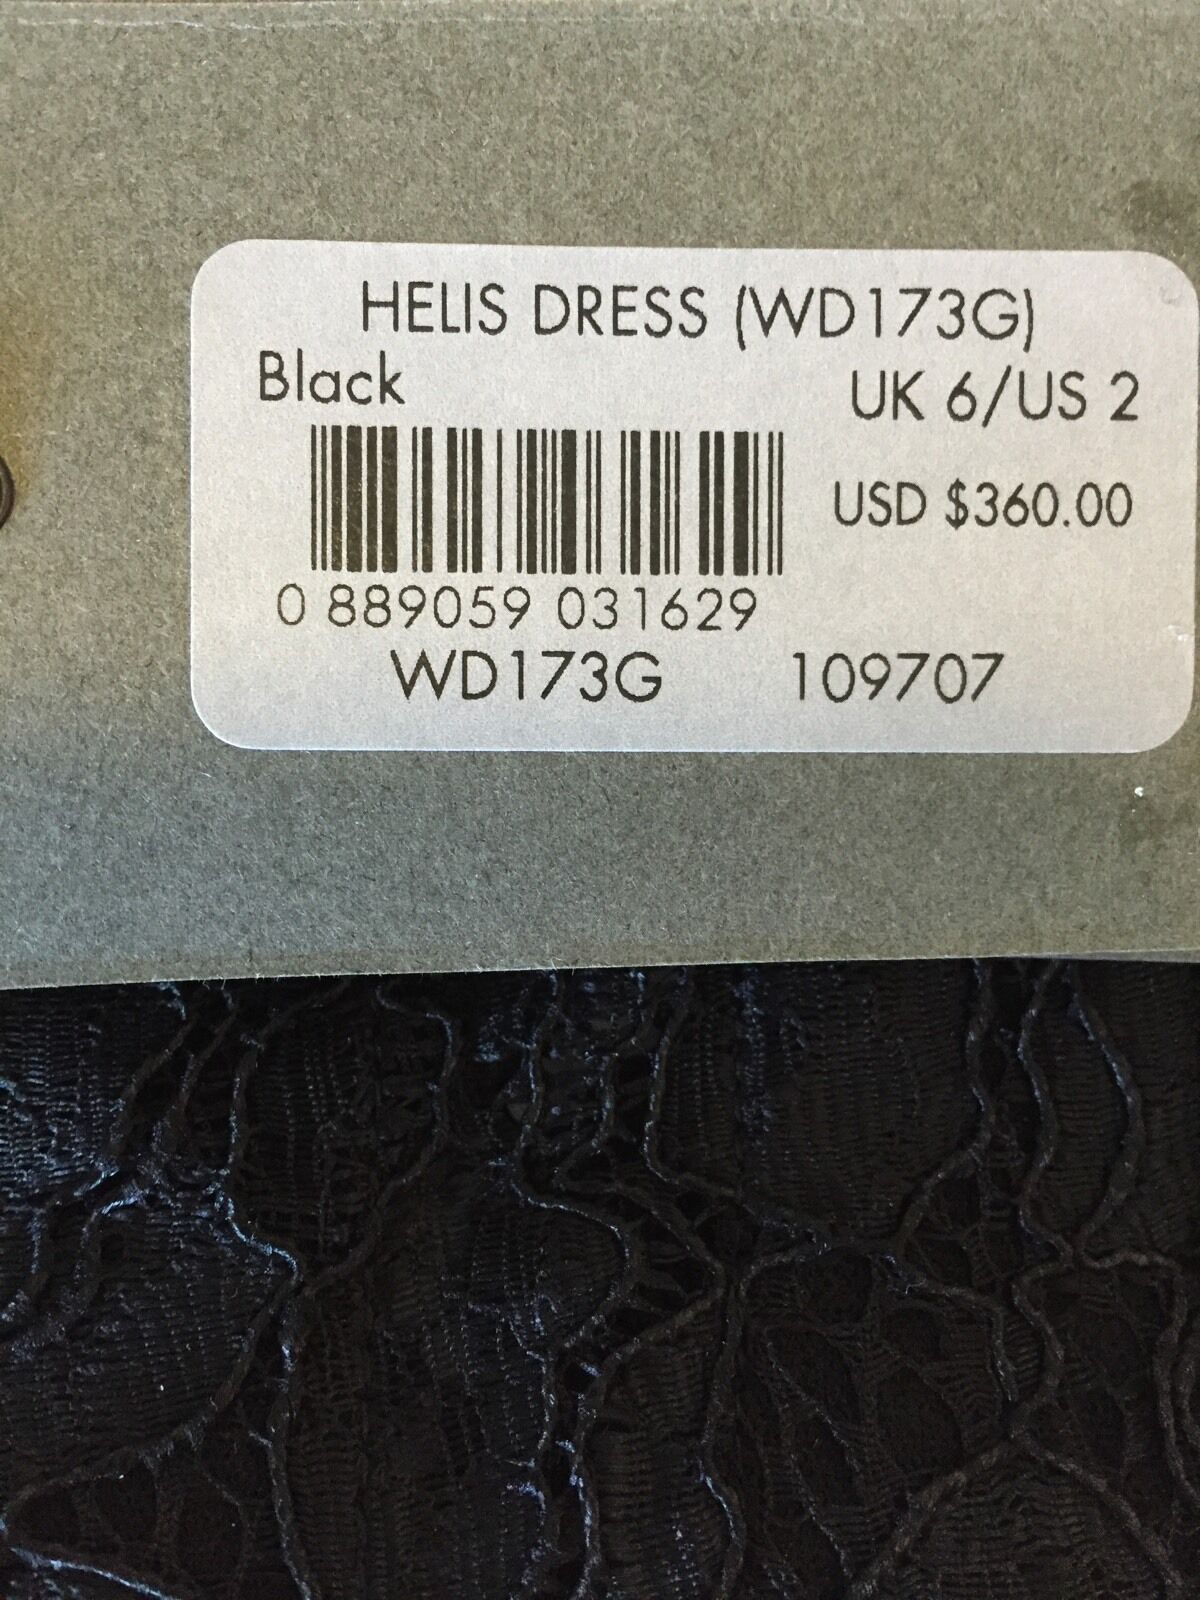 HELIS DRESS (WD173G)
Black
UK 6/US 2
USD $360.00
0 889059 031629
WD173G 109707